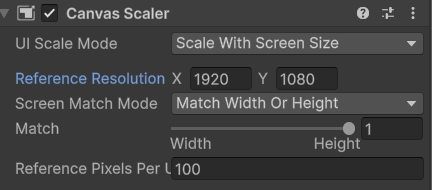 Canvas Scaler
UI Scale Mode Scale With Screen Size
Reference Resolution X 1920 Y 1080
Screen Match Mode Match Width Or Height
Match 1
Width Height
Reference Pixels Per U 100